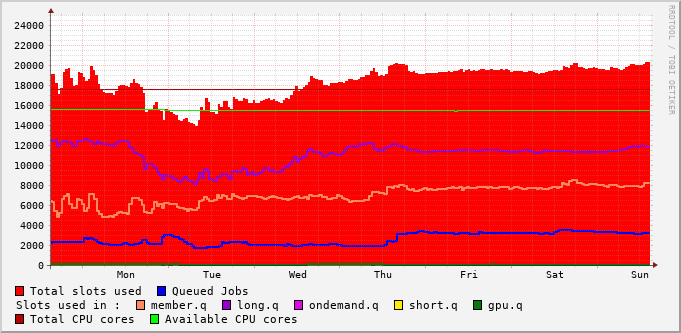 RRDTOOL / TOBI OETIKER
24000
22000
20000
18000
16000
14000
12000
10000
8000
6000
4000
2000
0
Mon Tue Wed Thu Fri Sat Sun
Total slots used Queued Jobs
Slots used in : member.q long.q ondemand.q short.q gpu.q
Total CPU cores Available CPU cores